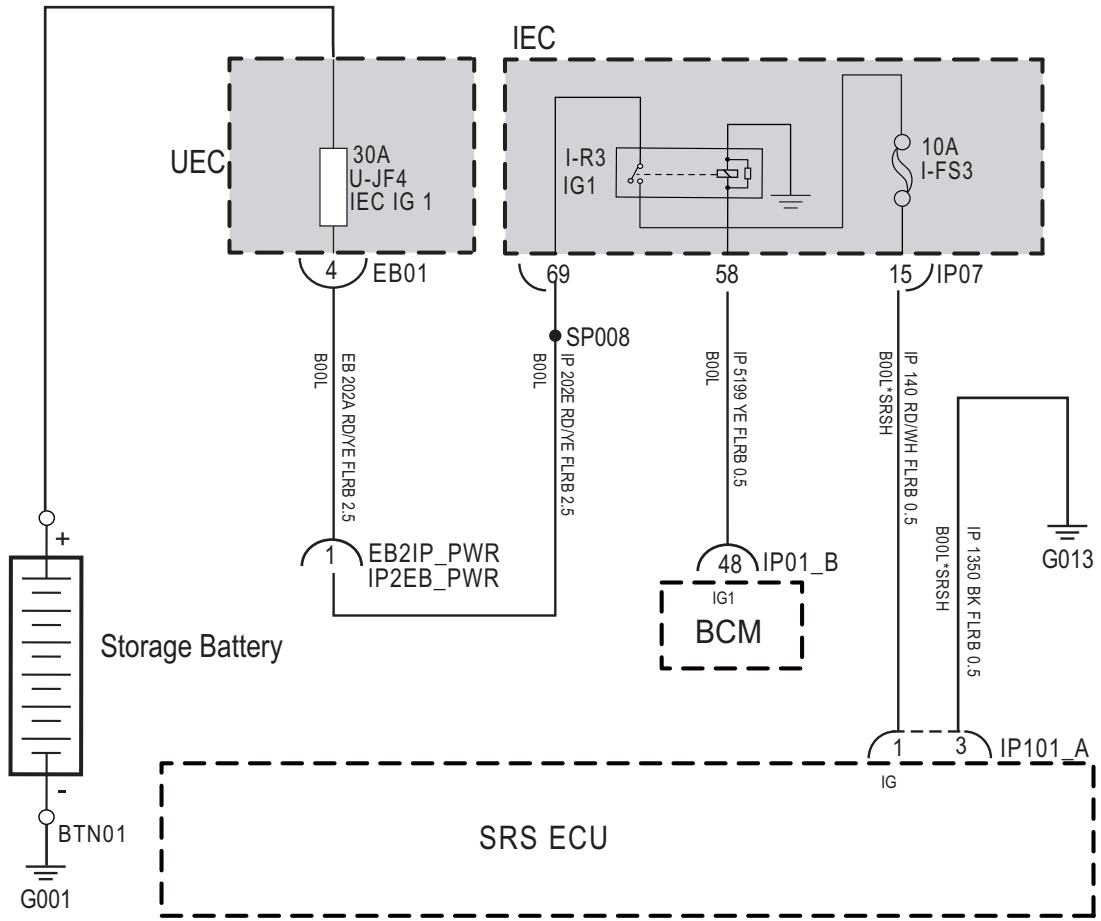 IEC
UEC
30A
U-JF4
IEC IG 1
I-R3
IG1
10A
I-FS3
4
EB01
69
58
15
IP07
SP008
EB 202A RD/YE FLRB 2.5
B00L
IP 202E RD/YE FLRB 2.5
B00L
IP 5199 YE FLRB 0.5
B00L
IP 140 RD/WH FLRB 0.5
B00L*SRSH
IP 1350 BK FLRB 0.5
B00L*SRSH
G013
+
1
EB2IP_PWR
IP2EB_PWR
48
IP01_B
IG1
BCM
Storage Battery
1
3
IP101_A
IG
-
BTN01
SRS ECU
G001